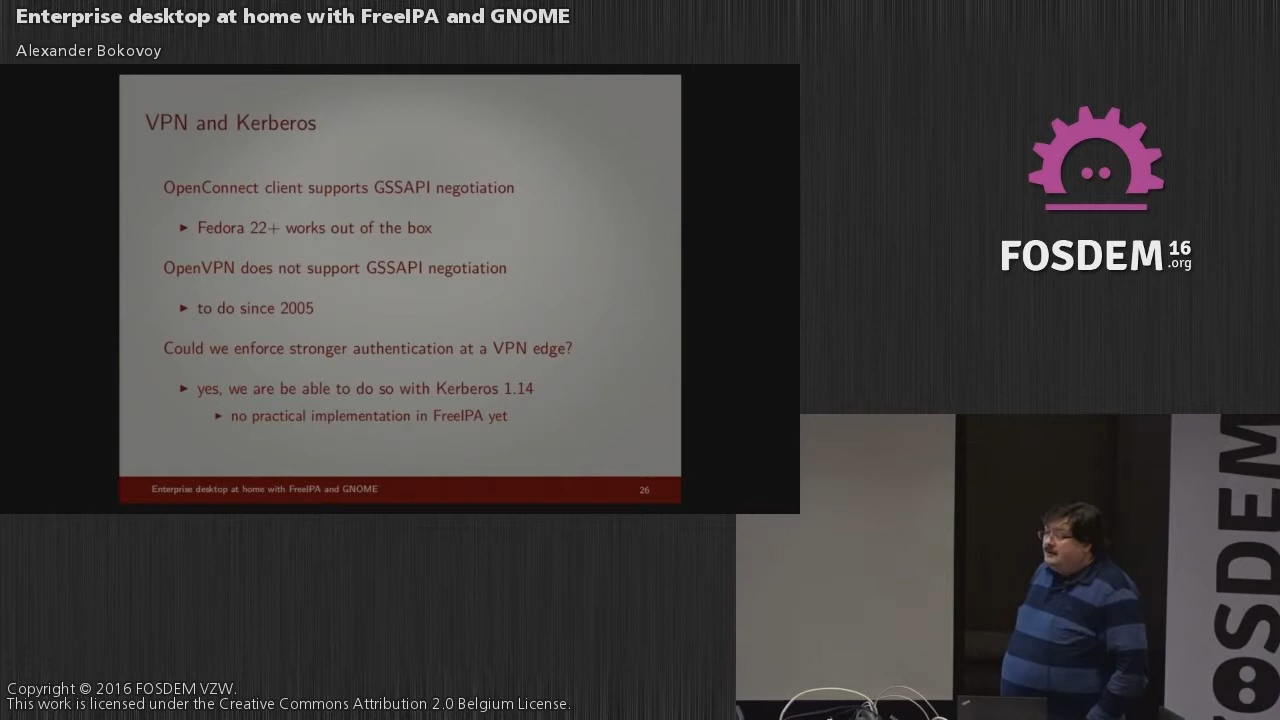 Enterprise desktop at home with FreeIPA and GNOME
Alexander Bokovoy
VPN and Kerberos
OpenConnect client supports GSSAPI negotiation
► Fedora 22+ works out of the box
OpenVPN does not support GSSAPI negotiation
► to do since 2005
Could we enforce stronger authentication at a VPN edge?
► yes, we are be able to do so with Kerberos 1.14
► no practical implementation in FreeIPA yet
Enterprise desktop at home with FreeIPA and GNOME 26
FOSDEM 16
.org
FOSDEM
Copyright © 2016 FOSDEM VZW.
This work is licensed under the Creative Commons Attribution 2.0 Belgium License.